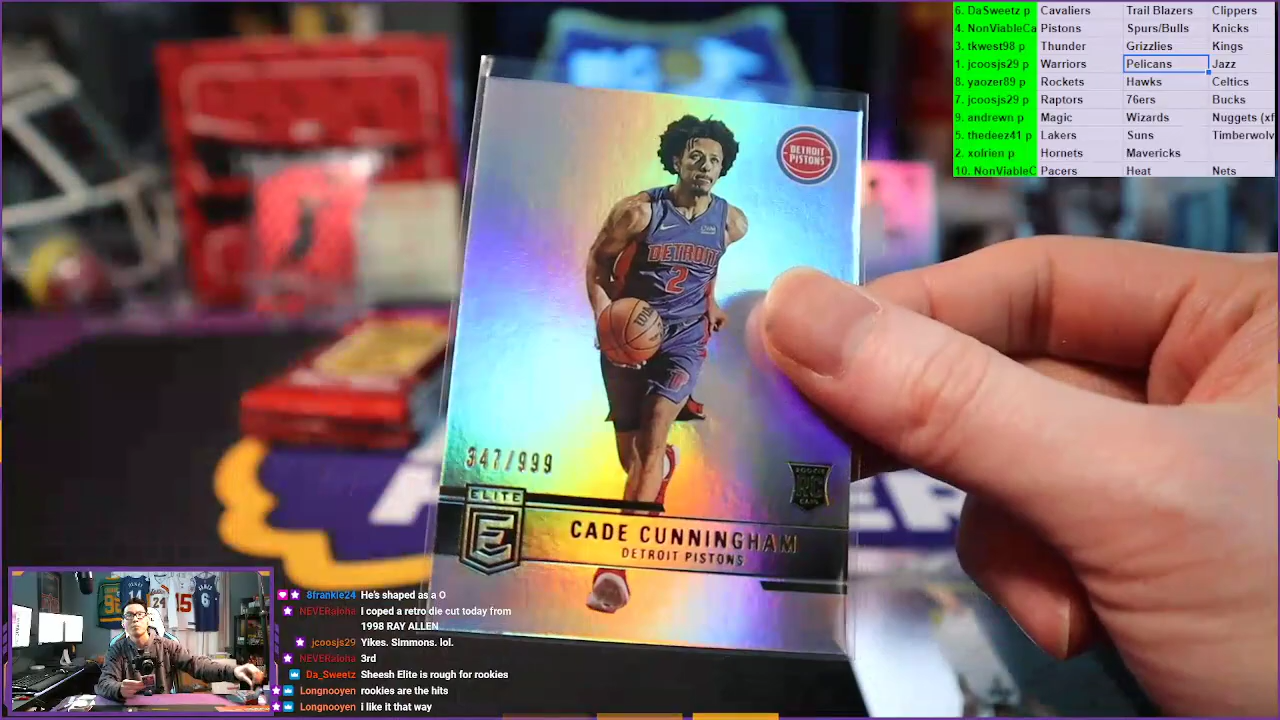 6. DaSweetz p Cavaliers Trail Blazers Clippers
4. NonViableCa Pistons Spurs/Bulls Knicks
3. tkwest98 p Thunder Grizzlies Kings
1. jcoosjs29 p Warriors Pelicans Jazz
8. yaozer89 p Rockets Hawks Celtics
7. jcoosjs29 p Raptors 76ers Bucks
9. andrewn p Magic Wizards Nuggets (xf
5. thedeez41 p Lakers Suns Timberwolv
2. xolrien p Hornets Mavericks
10. NonViableC Pacers Heat Nets
DETROIT
PISTONS
DETROIT
2
347/999
ELITE
E
CADE CUNNINGHAM
DETROIT PISTONS
8frankie24 He's shaped as a O
NEVERaloha I coped a retro die cut today from
1998 RAY ALLEN
jcoosjs29 Yikes. Simmons. lol.
NEVERaloha 3rd
Da_Sweetz Sheesh Elite is rough for rookies
Longnooyen rookies are the hits
Longnooyen i like it that way